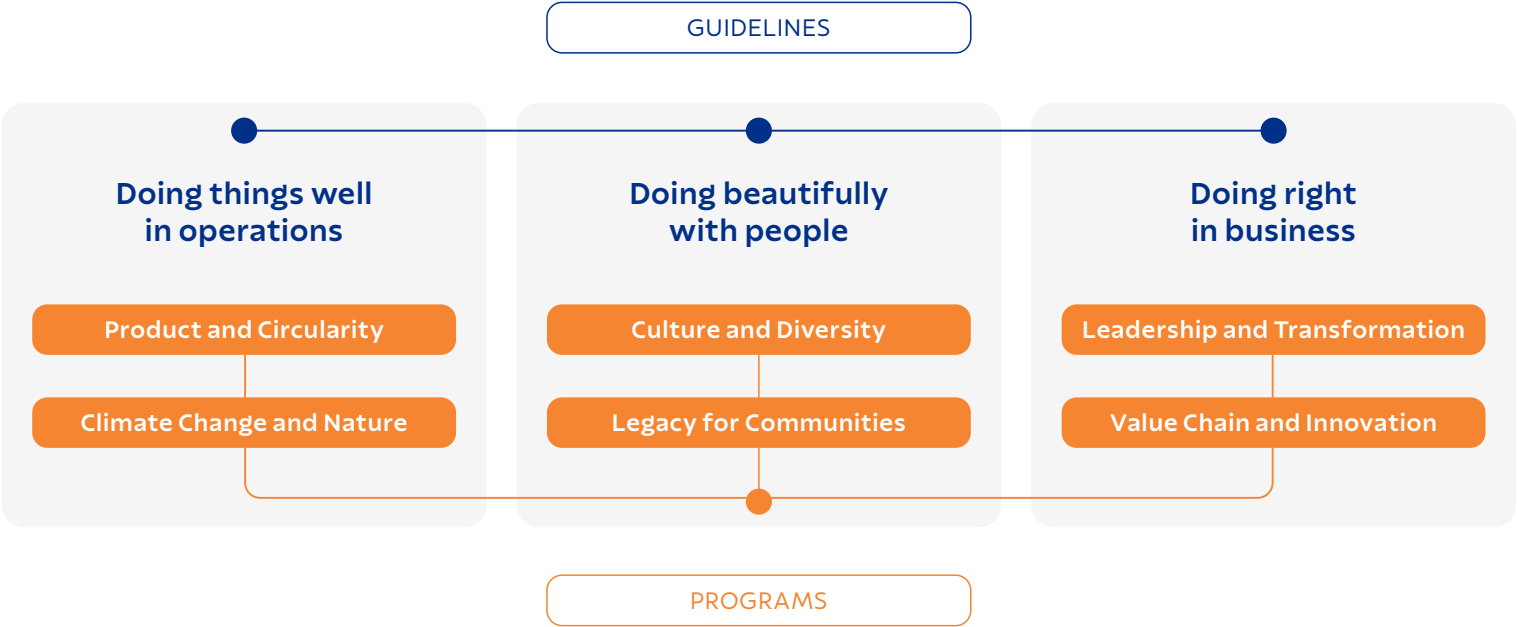 GUIDELINES
Doing things well
in operations
Product and Circularity
Climate Change and Nature
Doing beautifully
with people
Culture and Diversity
Legacy for Communities
Doing right
in business
Leadership and Transformation
Value Chain and Innovation
PROGRAMS